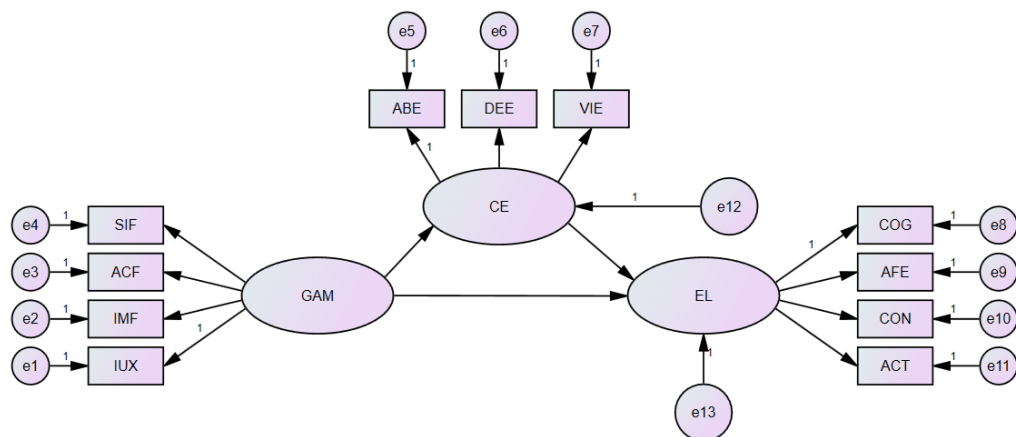 e5
e6
e7
1
1
1
ABE
DEE
VIE
1
CE
1
e12
e4
1
SIF
e3
1
ACF
e2
1
IMF
e1
1
IUX
1
GAM
EL
1
COG
1
e8
AFE
1
e9
CON
1
e10
ACT
1
e11
1
e13